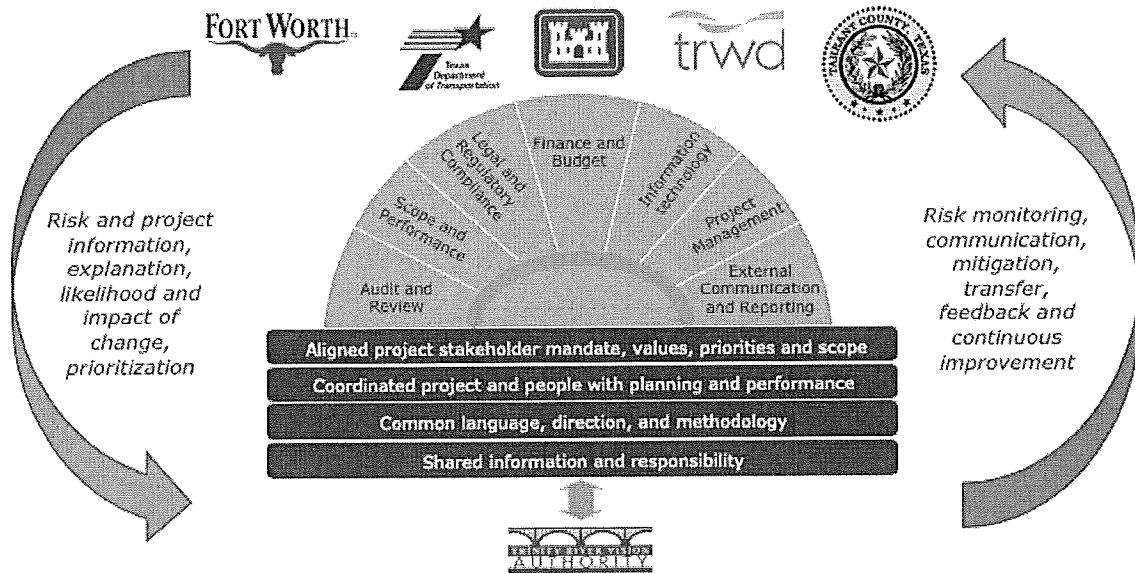 FORT WORTH
Texas
Department
of Transportation
trwd
TARRANT COUNTY, TEXAS
Risk and project
information,
explanation,
likelihood and
impact of
change,
prioritization
Audit and
Review
Scope and
Performance
Legal and
Regulatory
Compliance
Finance and
Budget
Information
technology
Project
Management
External
Communication
and Reporting
Risk monitoring,
communication,
mitigation,
transfer,
feedback and
continuous
improvement
Aligned project stakeholder mandate, values, priorities and scope
Coordinated project and people with planning and performance
Common language, direction, and methodology
Shared information and responsibility
TRINITY RIVER VISION
AUTHORITY